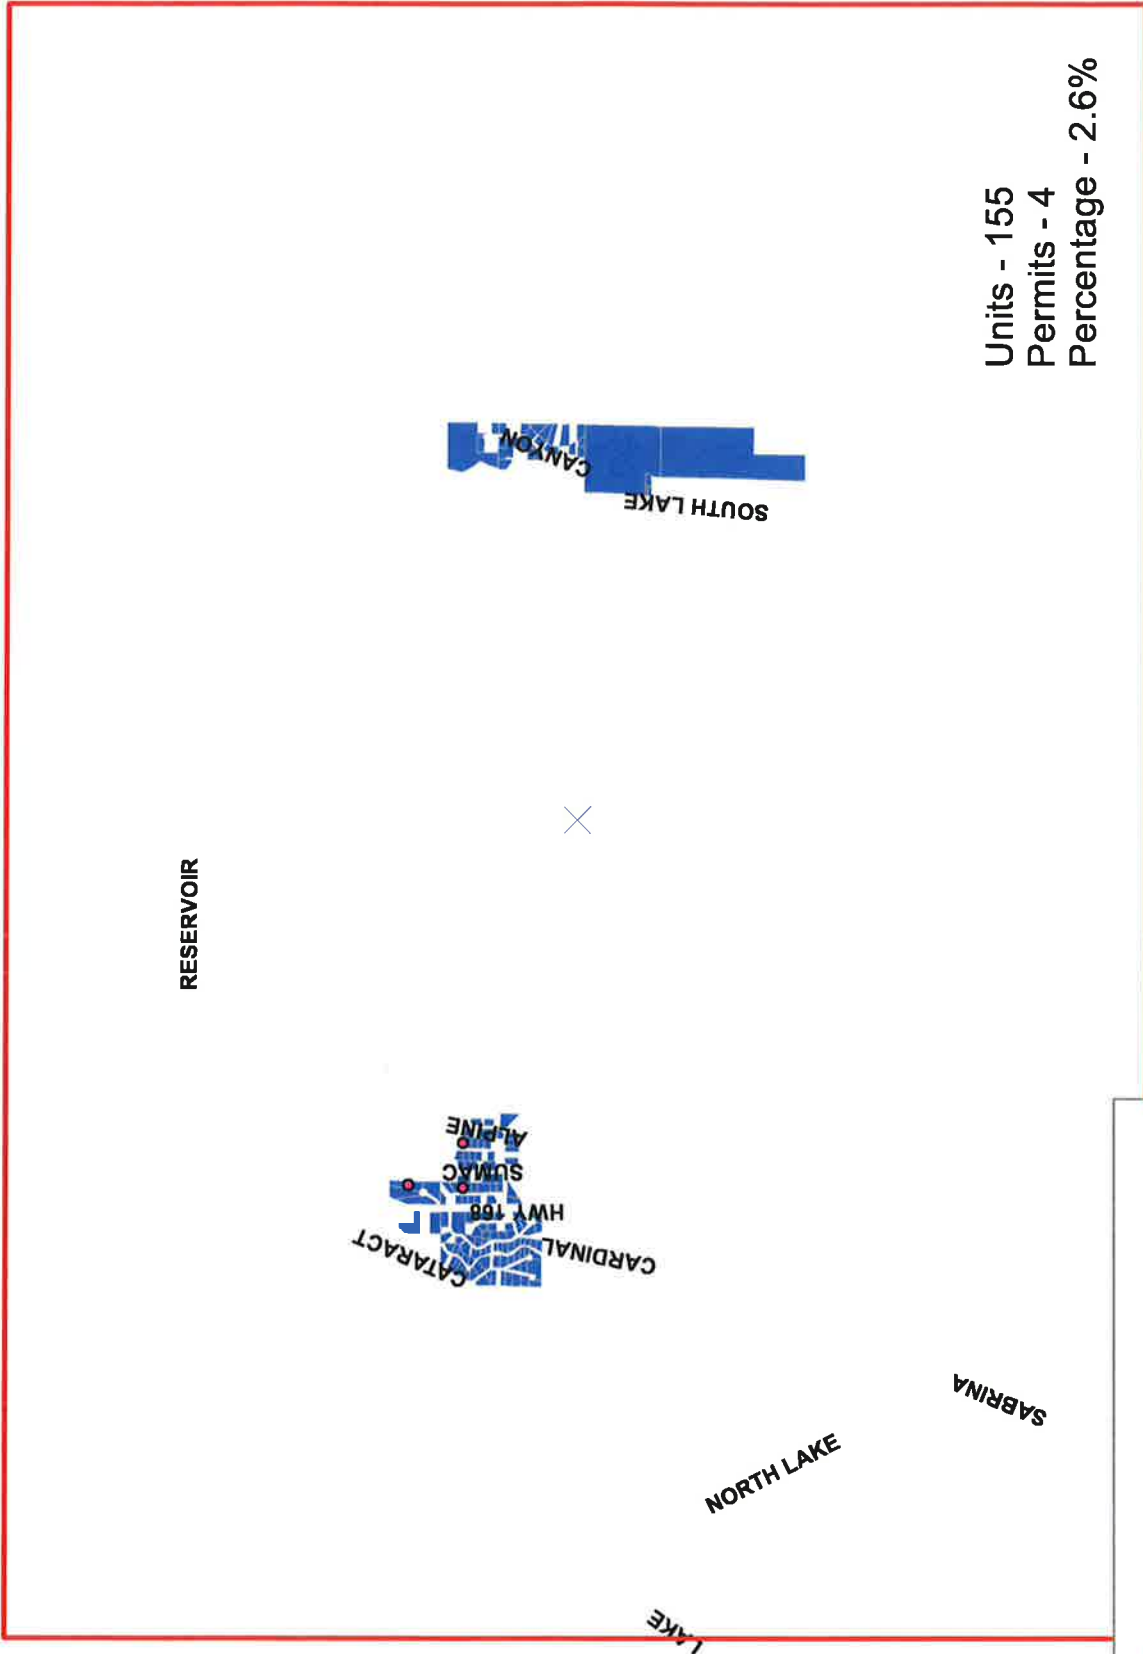 RESERVOIR
CANYON
SOUTH LAKE
ALPINE
SUMAC
HWY 168
CATARACT
CARDINAL
SABRINA
NORTH LAKE
LAKE
Units - 155
Permits - 4
Percentage - 2.6%